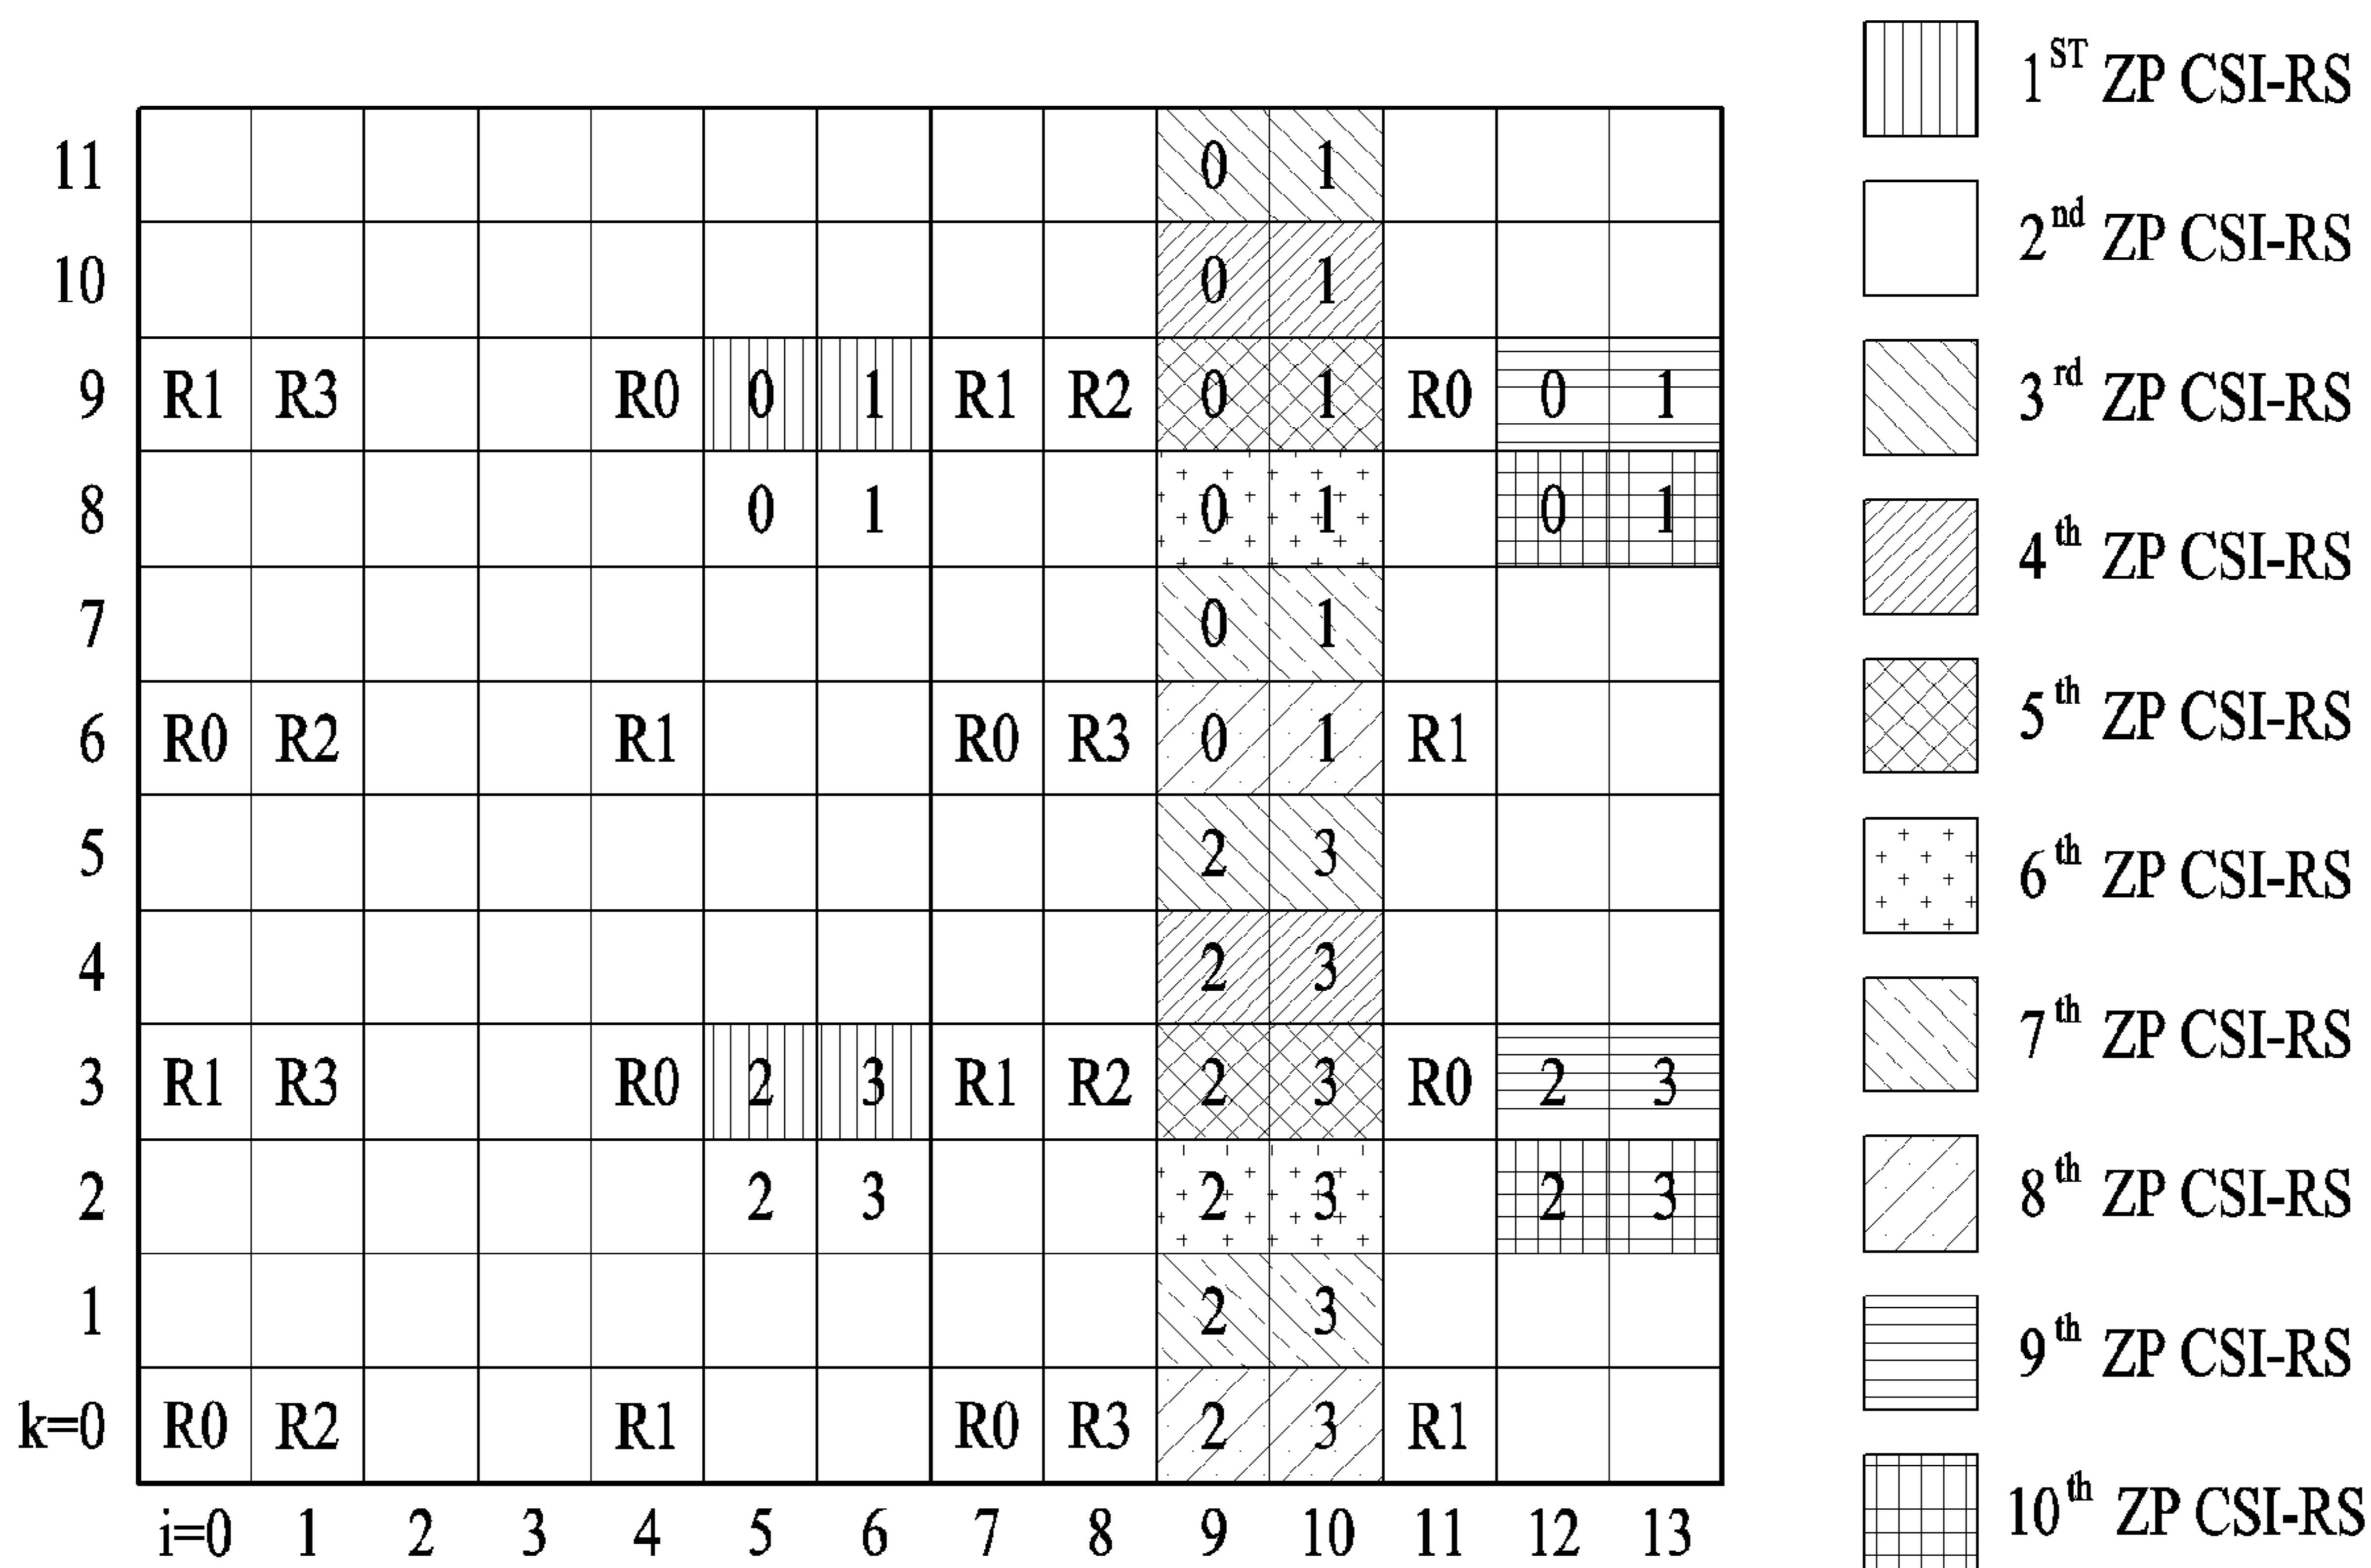 11 0 1
10 0 1
9 R1 R3 R0 0 1 R1 R2 0 1 R0 0 1
8 0 1 0 1 0 1
7 0 1
6 R0 R2 R1 R0 R3 0 1 R1
5 2 3
4 2 3
3 R1 R3 R0 2 3 R1 R2 2 3 R0 2 3
2 2 3 2 3 2 3
1 2 3
k=0 R0 R2 R1 R0 R3 2 3 R1
i=0 1 2 3 4 5 6 7 8 9 10 11 12 13
1ST ZP CSI-RS
2nd ZP CSI-RS
3rd ZP CSI-RS
4th ZP CSI-RS
5th ZP CSI-RS
6th ZP CSI-RS
7th ZP CSI-RS
8th ZP CSI-RS
9th ZP CSI-RS
10th ZP CSI-RS